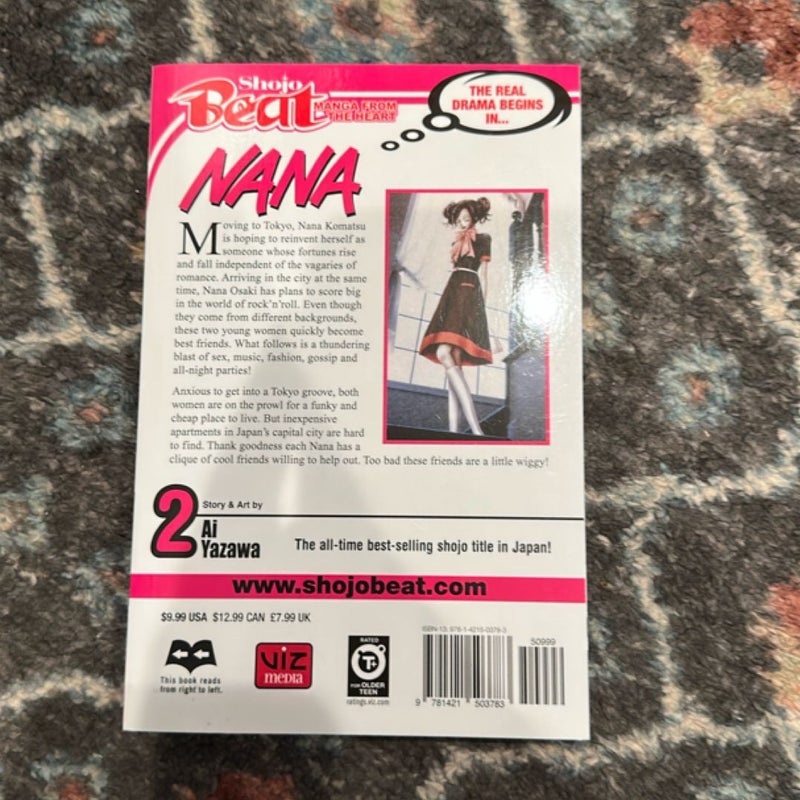 Shojo
Beat
MANGA FROM
THE HEART
THE REAL
DRAMA BEGINS
IN...
NANA
Moving to Tokyo, Nana Komatsu
is hoping to reinvent herself as
someone whose fortunes rise
and fall independent of the vagaries of
romance. Arriving in the city at the same
time, Nana Osaki has plans to score big
in the world of rock'n'roll. Even though
they come from different backgrounds,
these two young women quickly become
best friends. What follows is a thundering
blast of sex, music, fashion, gossip and
all-night parties!
Anxious to get into a Tokyo groove, both
women are on the prowl for a funky and
cheap place to live. But inexpensive
apartments in Japan's capital city are hard
to find. Thank goodness each Nana has a
clique of cool friends willing to help out. Too bad these friends are a little wiggy!
2
Story & Art by
Ai
Yazawa
The all-time best-selling shojo title in Japan!
www.shojobeat.com
$9.99 USA $12.99 CAN £7.99 UK
This book reads
from right to left.
VIZ
MEDIA
RATED
T+
FOR OLDER
TEEN
ratings.viz.com
ISBN-13: 978-1-4215-0378-3
50999
9 781421 503783